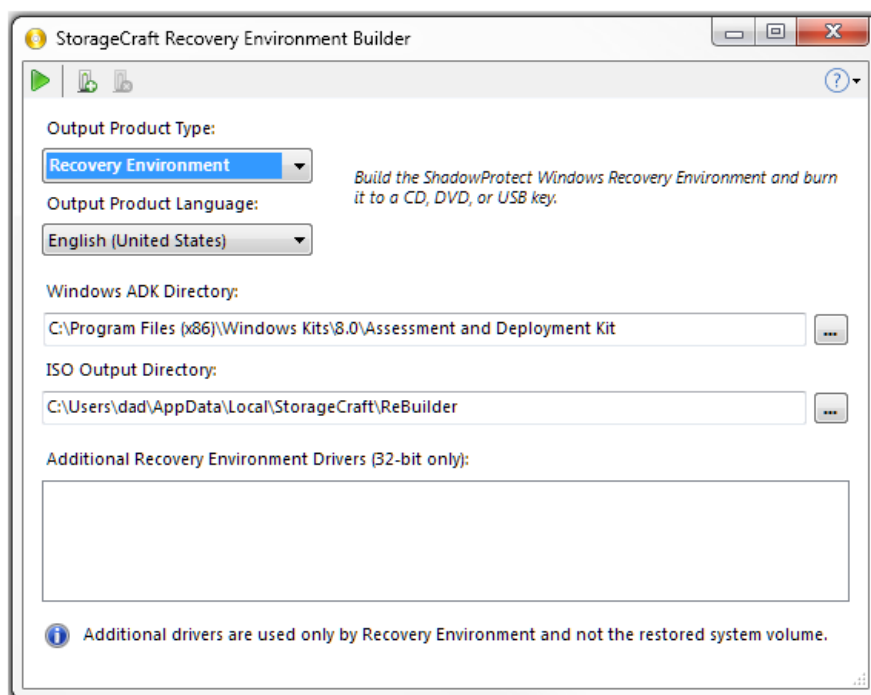 StorageCraft Recovery Environment Builder
Output Product Type:
Recovery Environment
Build the ShadowProtect Windows Recovery Environment and burn
it to a CD, DVD, or USB key.
Output Product Language:
English (United States)
Windows ADK Directory:
C:\Program Files (x86)\Windows Kits\8.0\Assessment and Deployment Kit
...
ISO Output Directory:
C:\Users\dad\AppData\Local\StorageCraft\ReBuilder
...
Additional Recovery Environment Drivers (32-bit only):
Additional drivers are used only by Recovery Environment and not the restored system volume.